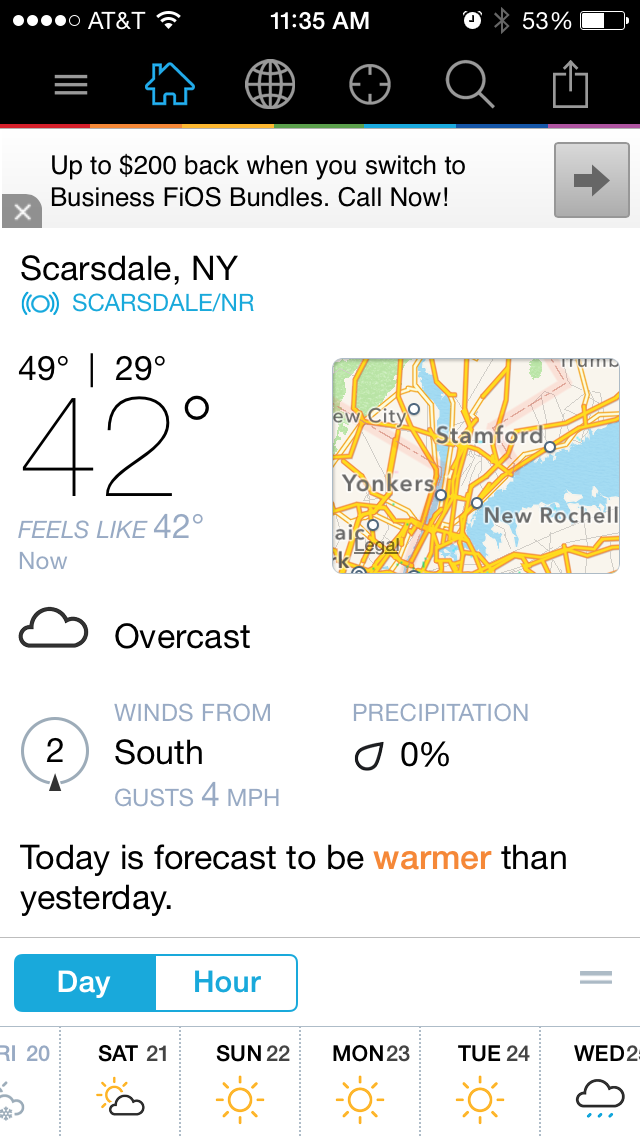 AT&T 11:35 AM 53%
Up to $200 back when you switch to
Business FiOS Bundles. Call Now!
Scarsdale, NY
SCARSDALE/NR
49° | 29°
42°
FEELS LIKE 42°
Now
Trumb
ew City
Stamford
Yonkers
New Rochell
aic
Legal
k
Overcast
WINDS FROM
2 South
GUSTS 4 MPH
PRECIPITATION
0%
Today is forecast to be warmer than
yesterday.
Day Hour
RI 20 SAT 21 SUN 22 MON 23 TUE 24 WED 2